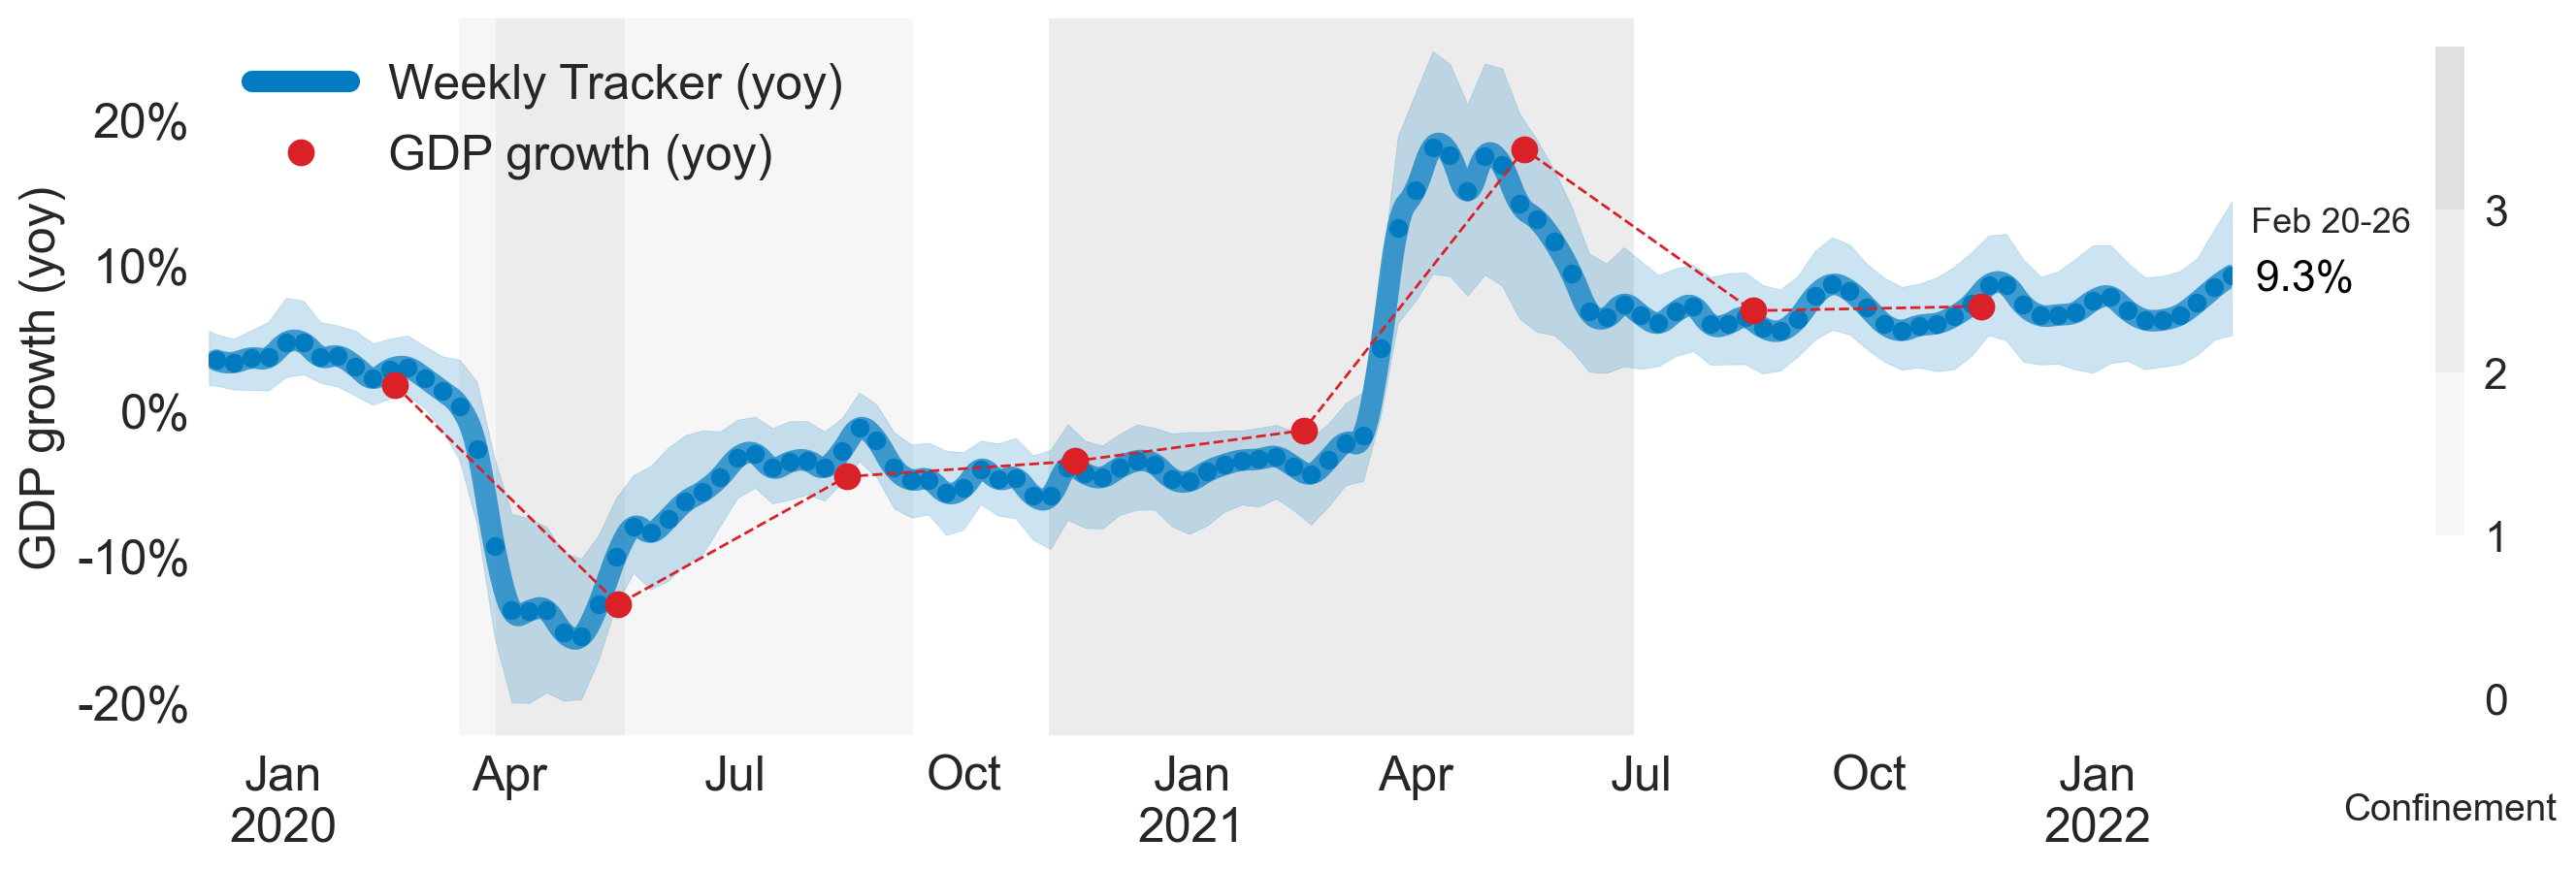 Weekly Tracker (yoy)
GDP growth (yoy)
GDP growth (yoy)
20%
10%
0%
-10%
-20%
Jan
2020
Apr
Jul
Oct
Jan
2021
Apr
Jul
Oct
Jan
2022
Feb 20-26
9.3%
3
2
1
0
Confinement